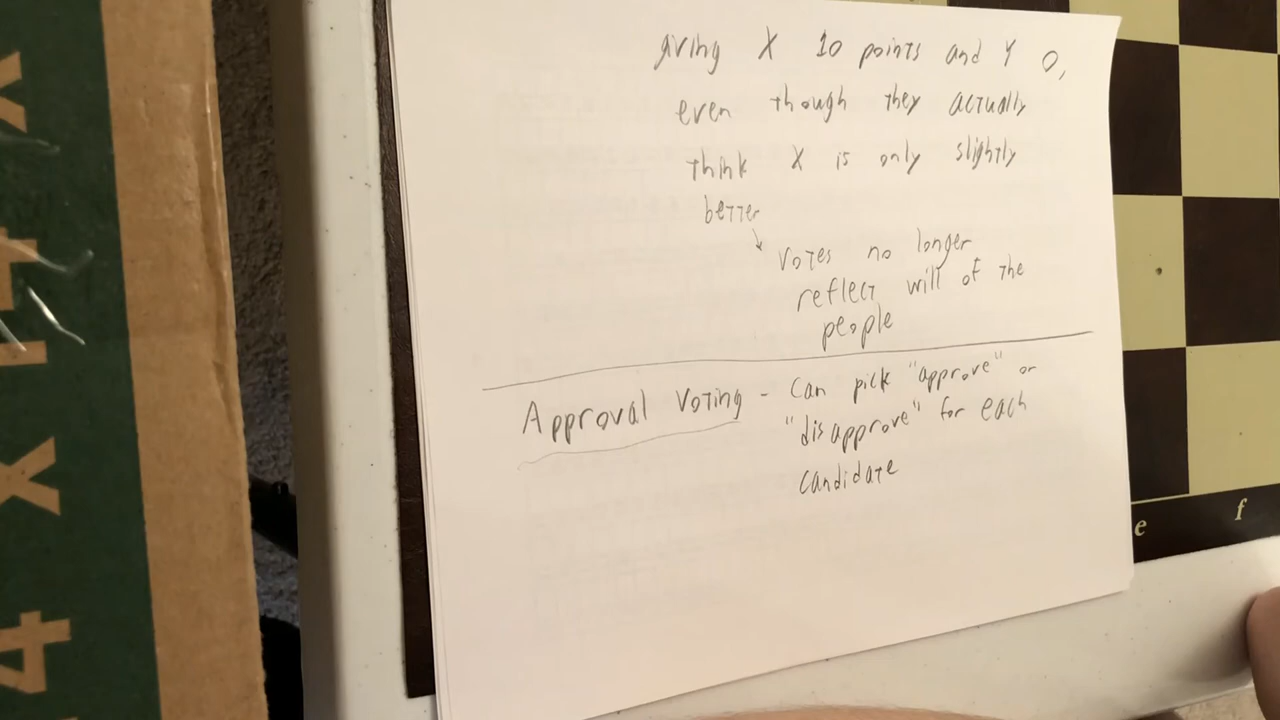 giving X 10 points and Y 0,
even though they actually
think X is only slightly
better
votes no longer
reflect will of the
people
Approval Voting - Can pick "approve" or
"disapprove" for each
candidate
e f
4 X